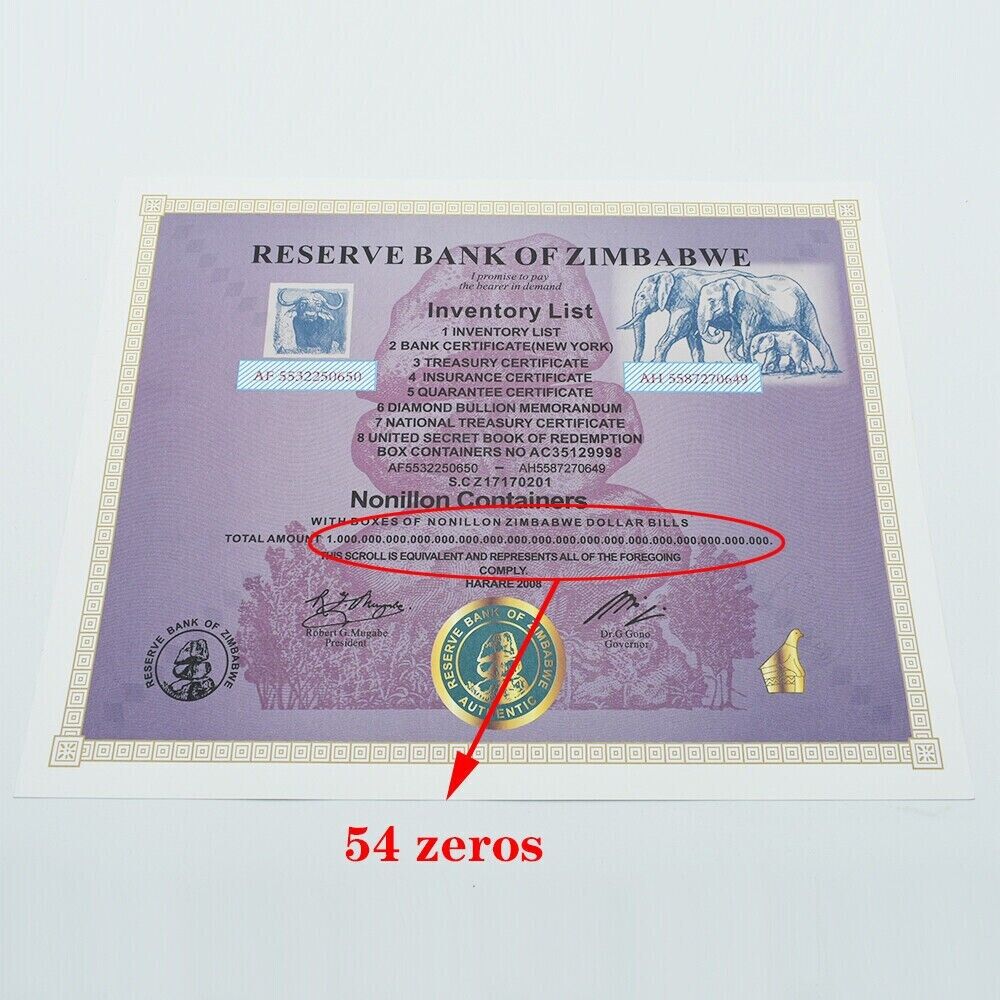 RESERVE BANK OF ZIMBABWE
I promise to pay
the bearer in demand
Inventory List
1 INVENTORY LIST
2 BANK CERTIFICATE(NEW YORK)
3 TREASURY CERTIFICATE
AF 5532250650
4 INSURANCE CERTIFICATE
AH 5587270649
5 QUARANTEE CERTIFICATE
6 DIAMOND BULLION MEMORANDUM
7 NATIONAL TREASURY CERTIFICATE
8 UNITED SECRET BOOK OF REDEMPTION
BOX CONTAINERS NO AC35129998
AF5532250650 – AH5587270649
S.C Z17170201
Nonillon Containers
WITH BOXES OF NONILLON ZIMBABWE DOLLAR BILLS
TOTAL AMOUNT 1.000.000.000.000.000.000.000.000.000.000.000.000.000.000.000.000.000.000.
THIS SCROLL IS EQUIVALENT AND REPRESENTS ALL OF THE FOREGOING
COMPLY.
HARARE 2008
R.G. Mugabe.
Robert G.Mugabe
President
Dr.G Gono
Governor
RESERVE BANK OF ZIMBABWE
RESERVE BANK OF ZIMBABWE
AUTHENTIC
54 zeros